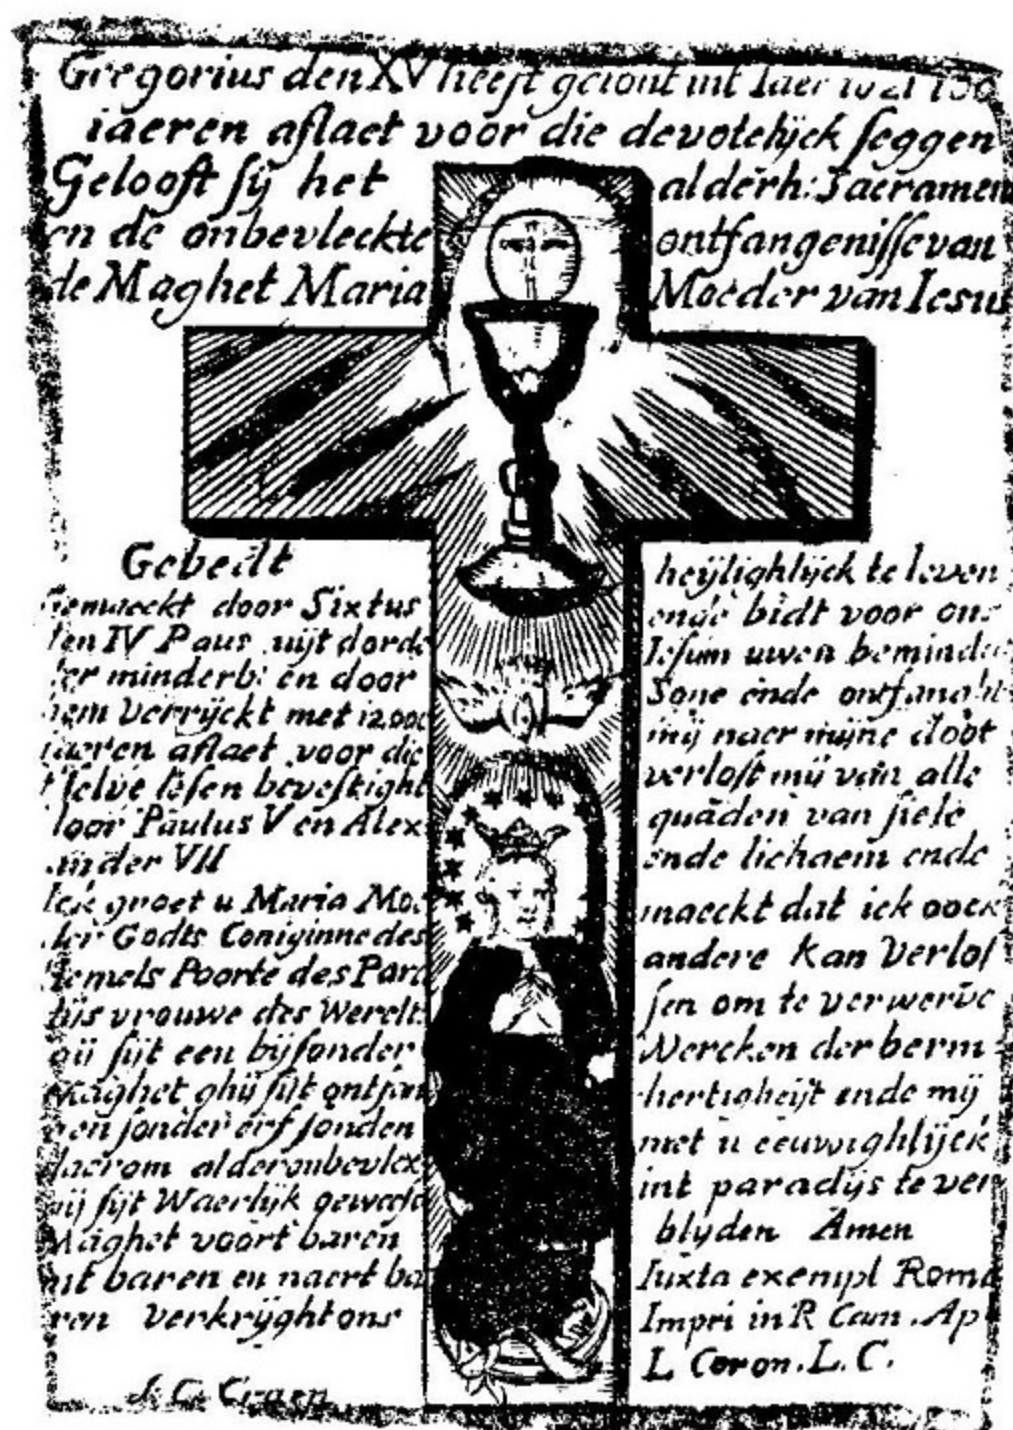 Gregorius den XV heeft geiont int Iaer 1621
iaeren aflaet voor die devotelijck seggen
Gelooft sij het alderh: Sacramen
en de onbevleckte ontfangenisse van
de Maghet Maria Moeder van Iesus
Gebedt
Gemaeckt door Sixtus
den IV Paus uijt dorde
der minderb: en door
hem verrijckt met 12000
iaeren aflaet voor die
t'selve lesen bevestight
door Paulus V en Alex
ander VII
Ick groet u Maria Moe
der Godts Coniginne des
Hemels Poorte des Para
dijs vrouwe des Werelts
gij sijt een bijsonder
Maghet ghij sijt ontfan
gen sonder erf sonden
daerom alderonbevlex
gij sijt Waerlijk geweest
Maghet voort baren
int baren en naert ba
ren verkrijght ons
J. C. Craen
heijlighlijck te leven
ende bidt voor ons
Iesum uwen beminden
Sone ende ontfanght
mij naer mijne doot
verlost mij van alle
quaden van siele
ende lichaem ende
maeckt dat ick oock
andere kan verlos
sen om te verwerve
Wercken der berm
hertigheijt ende mij
met u eeuwighlijck
int paradijs te ver
blyden Amen
Iuxta exempl Roma
Impri in R Cam. Ap
L Coron. L. C.